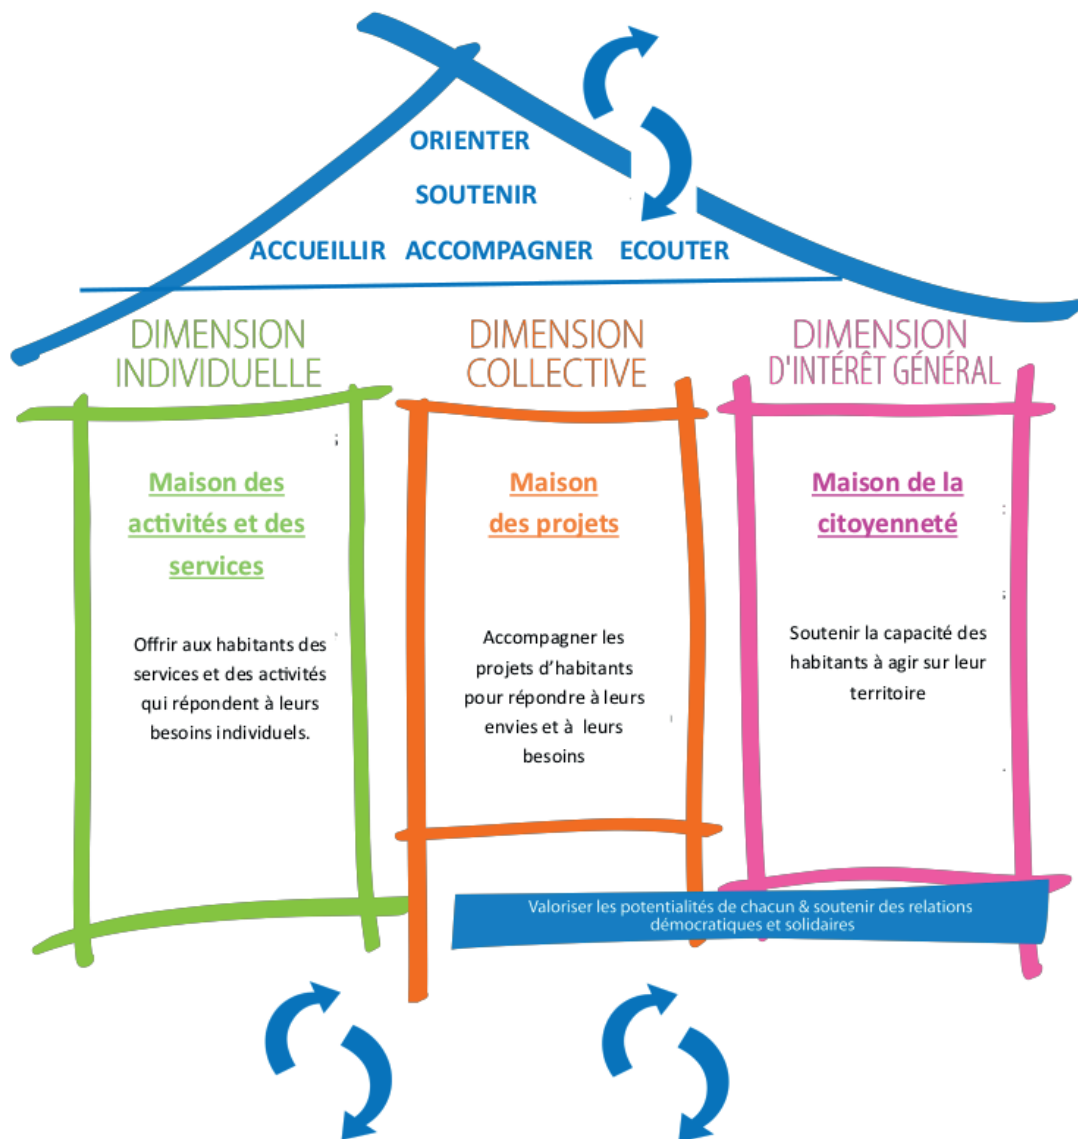 ORIENTER
SOUTENIR
ACCUEILLIR ACCOMPAGNER ECOUTER
DIMENSION
INDIVIDUELLE
Maison des
activités et des
services
Offrir aux habitants des
services et des activités
qui répondent à leurs
besoins individuels.
DIMENSION
COLLECTIVE
Maison
des projets
Accompagner les
projets d’habitants
pour répondre à leurs
envies et à leurs
besoins
DIMENSION
D'INTÉRÊT GÉNÉRAL
Maison de la
citoyenneté
Soutenir la capacité des
habitants à agir sur leur
territoire
Valoriser les potentialités de chacun & soutenir des relations
démocratiques et solidaires